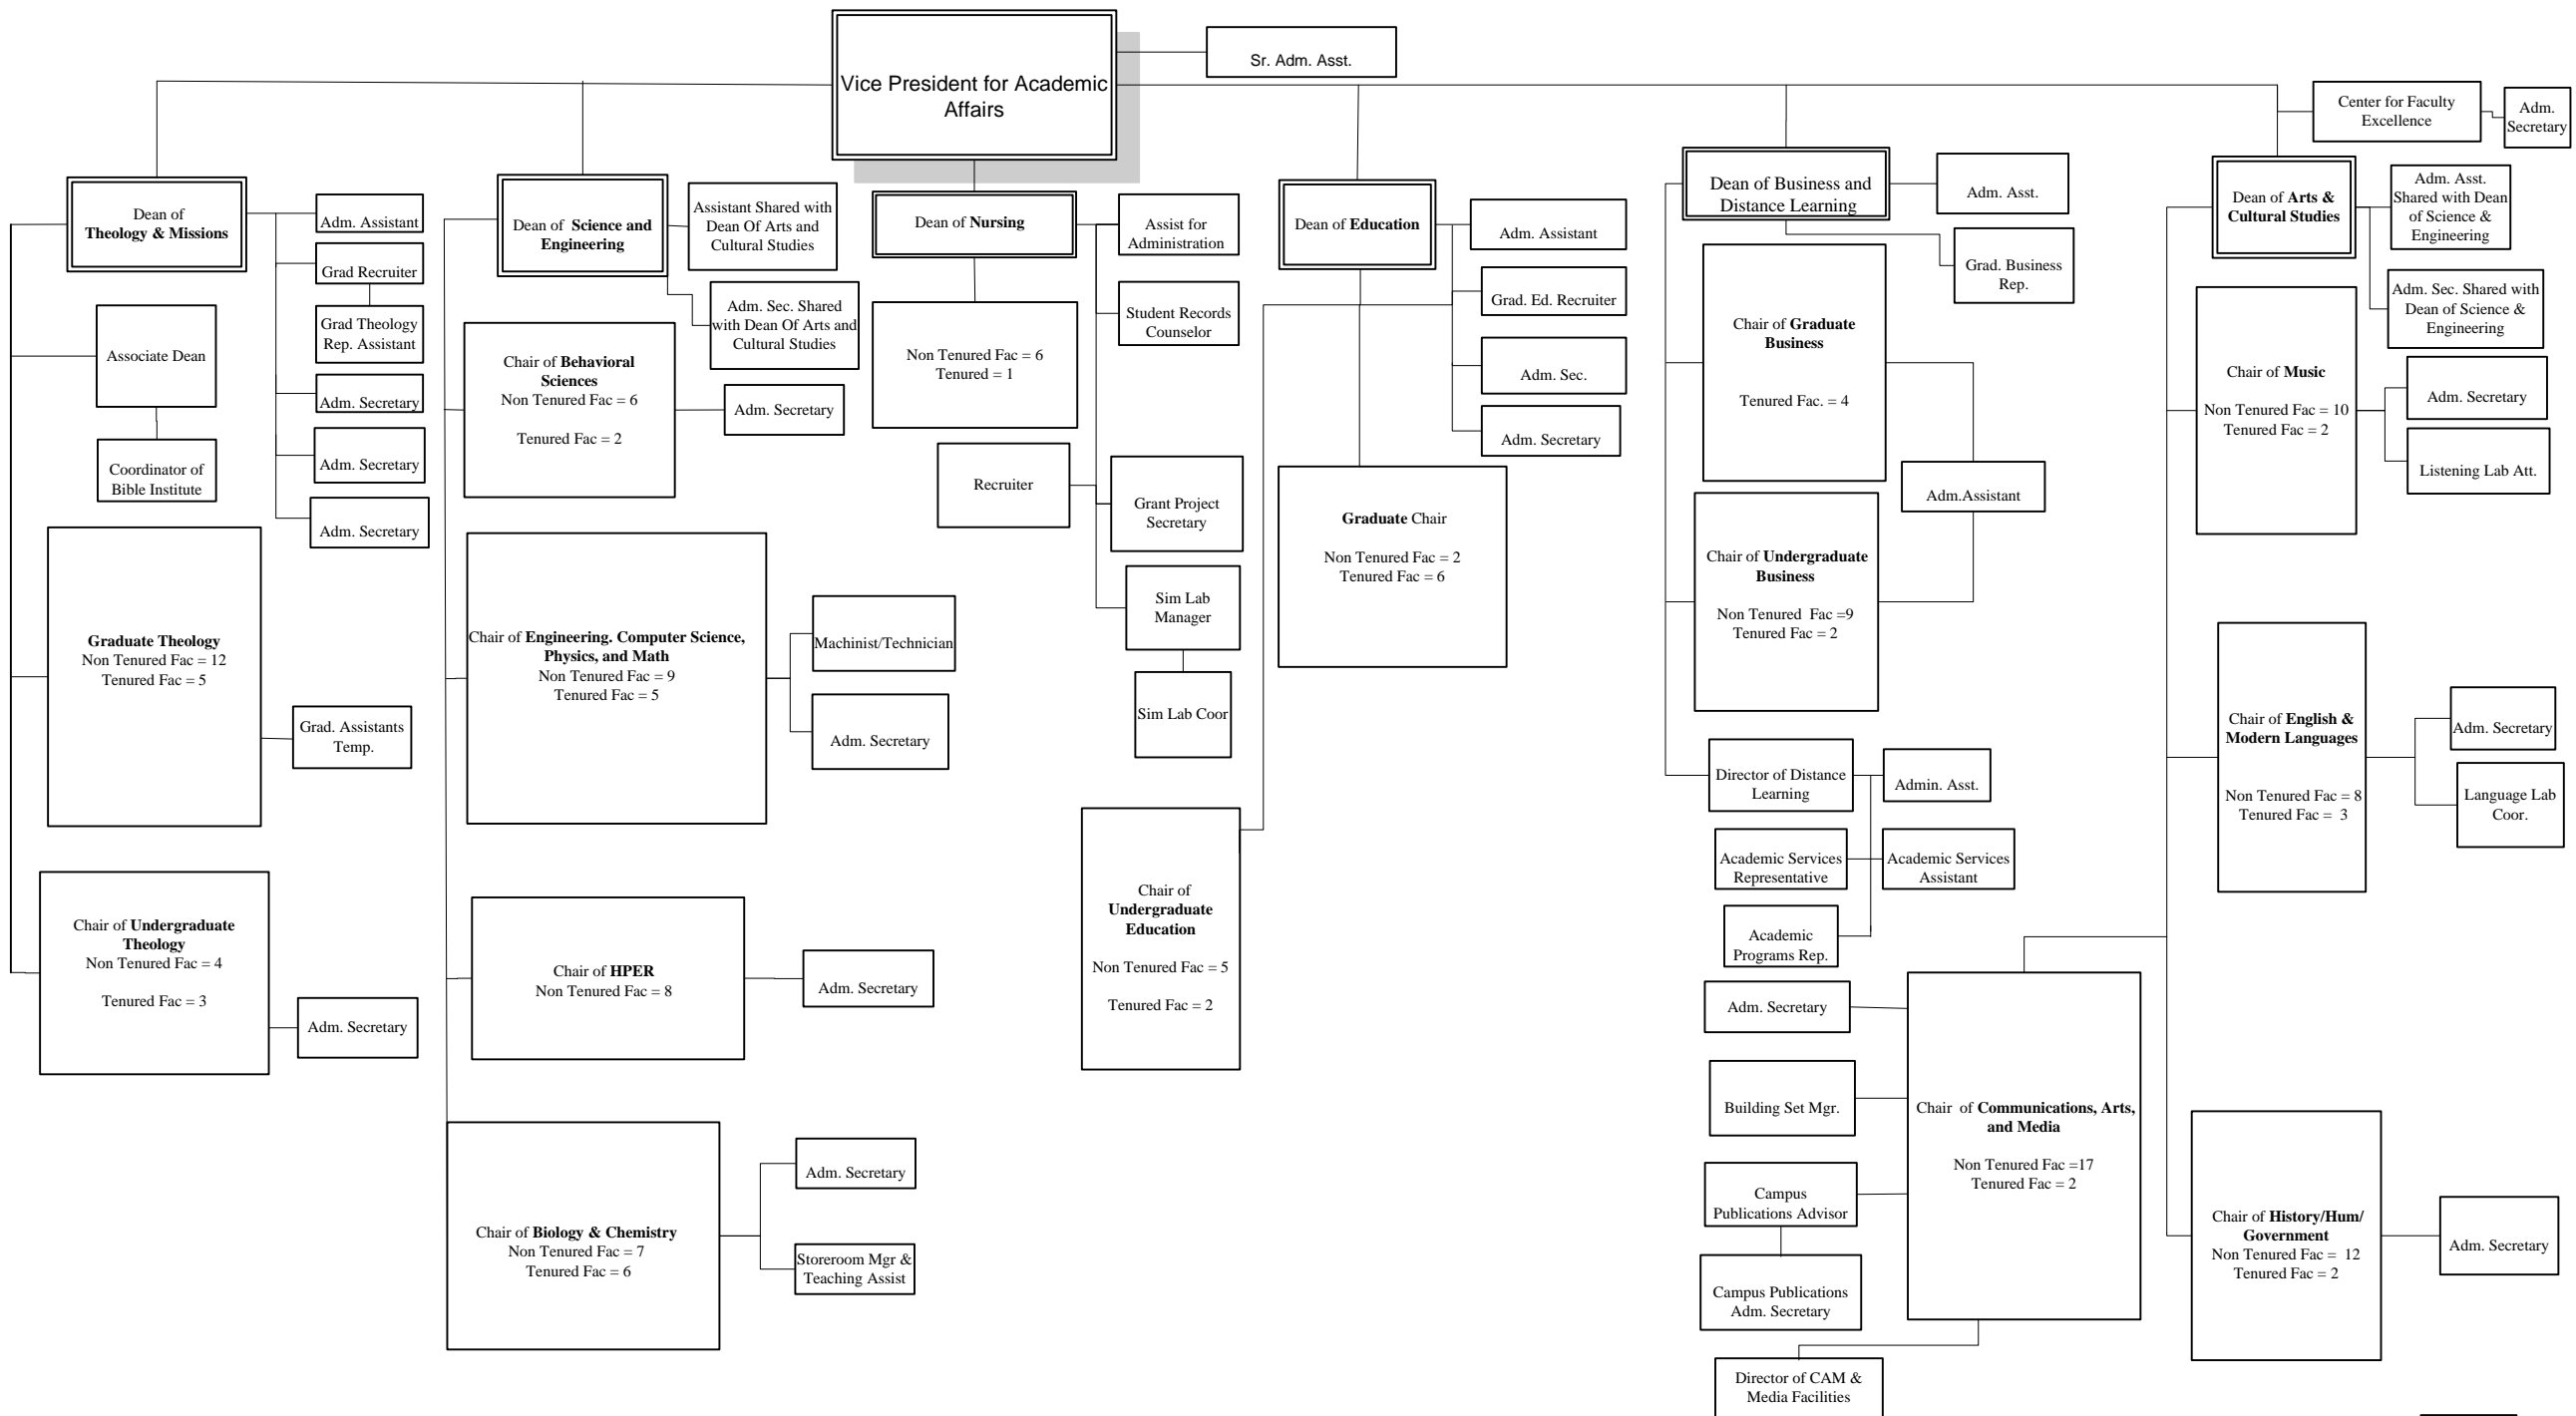 Vice President for Academic
Affairs
Sr. Adm. Asst.
Center for Faculty
Excellence
Adm.
Secretary
Dean of
Theology & Missions
Adm. Assistant
Grad Recruiter
Grad Theology
Rep. Assistant
Adm. Secretary
Adm. Secretary
Adm. Secretary
Associate Dean
Coordinator of
Bible Institute
Graduate Theology
Non Tenured Fac = 12
Tenured Fac = 5
Grad. Assistants
Temp.
Chair of Undergraduate
Theology
Non Tenured Fac = 4
Tenured Fac = 3
Adm. Secretary
Dean of  Science and
Engineering
Assistant Shared with
Dean Of Arts and
Cultural Studies
Adm. Sec. Shared
with Dean Of Arts and
Cultural Studies
Chair of Behavioral
Sciences
Non Tenured Fac = 6
Tenured Fac = 2
Adm. Secretary
Chair of Engineering. Computer Science,
Physics, and Math
Non Tenured Fac = 9
Tenured Fac = 5
Machinist/Technician
Adm. Secretary
Chair of HPER
Non Tenured Fac = 8
Adm. Secretary
Chair of Biology & Chemistry
Non Tenured Fac = 7
Tenured Fac = 6
Adm. Secretary
Storeroom Mgr &
Teaching Assist
Dean of Nursing
Assist for
Administration
Student Records
Counselor
Non Tenured Fac = 6
Tenured = 1
Recruiter
Grant Project
Secretary
Sim Lab
Manager
Sim Lab Coor
Dean of Education
Adm. Assistant
Grad. Ed. Recruiter
Adm. Sec.
Adm. Secretary
Graduate Chair
Non Tenured Fac = 2
Tenured Fac = 6
Chair of
Undergraduate
Education
Non Tenured Fac = 5
Tenured Fac = 2
Dean of Business and
Distance Learning
Adm. Asst.
Grad. Business
Rep.
Chair of Graduate
Business
Tenured Fac. = 4
Adm.Assistant
Chair of Undergraduate
Business
Non Tenured  Fac =9
Tenured Fac = 2
Director of Distance
Learning
Admin. Asst.
Academic Services
Representative
Academic Services
Assistant
Academic
Programs Rep.
Dean of Arts &
Cultural Studies
Adm. Asst.
Shared with Dean
of Science &
Engineering
Adm. Sec. Shared with
Dean of Science &
Engineering
Chair of Music
Non Tenured Fac = 10
Tenured Fac = 2
Adm. Secretary
Listening Lab Att.
Chair of English &
Modern Languages
Non Tenured Fac = 8
Tenured Fac =  3
Adm. Secretary
Language Lab
Coor.
Chair  of Communications, Arts,
and Media
Non Tenured Fac =17
Tenured Fac = 2
Adm. Secretary
Building Set Mgr.
Campus
Publications Advisor
Campus Publications
Adm. Secretary
Director of CAM &
Media Facilities
Chair of History/Hum/
Government
Non Tenured Fac =  12
Tenured Fac = 2
Adm. Secretary